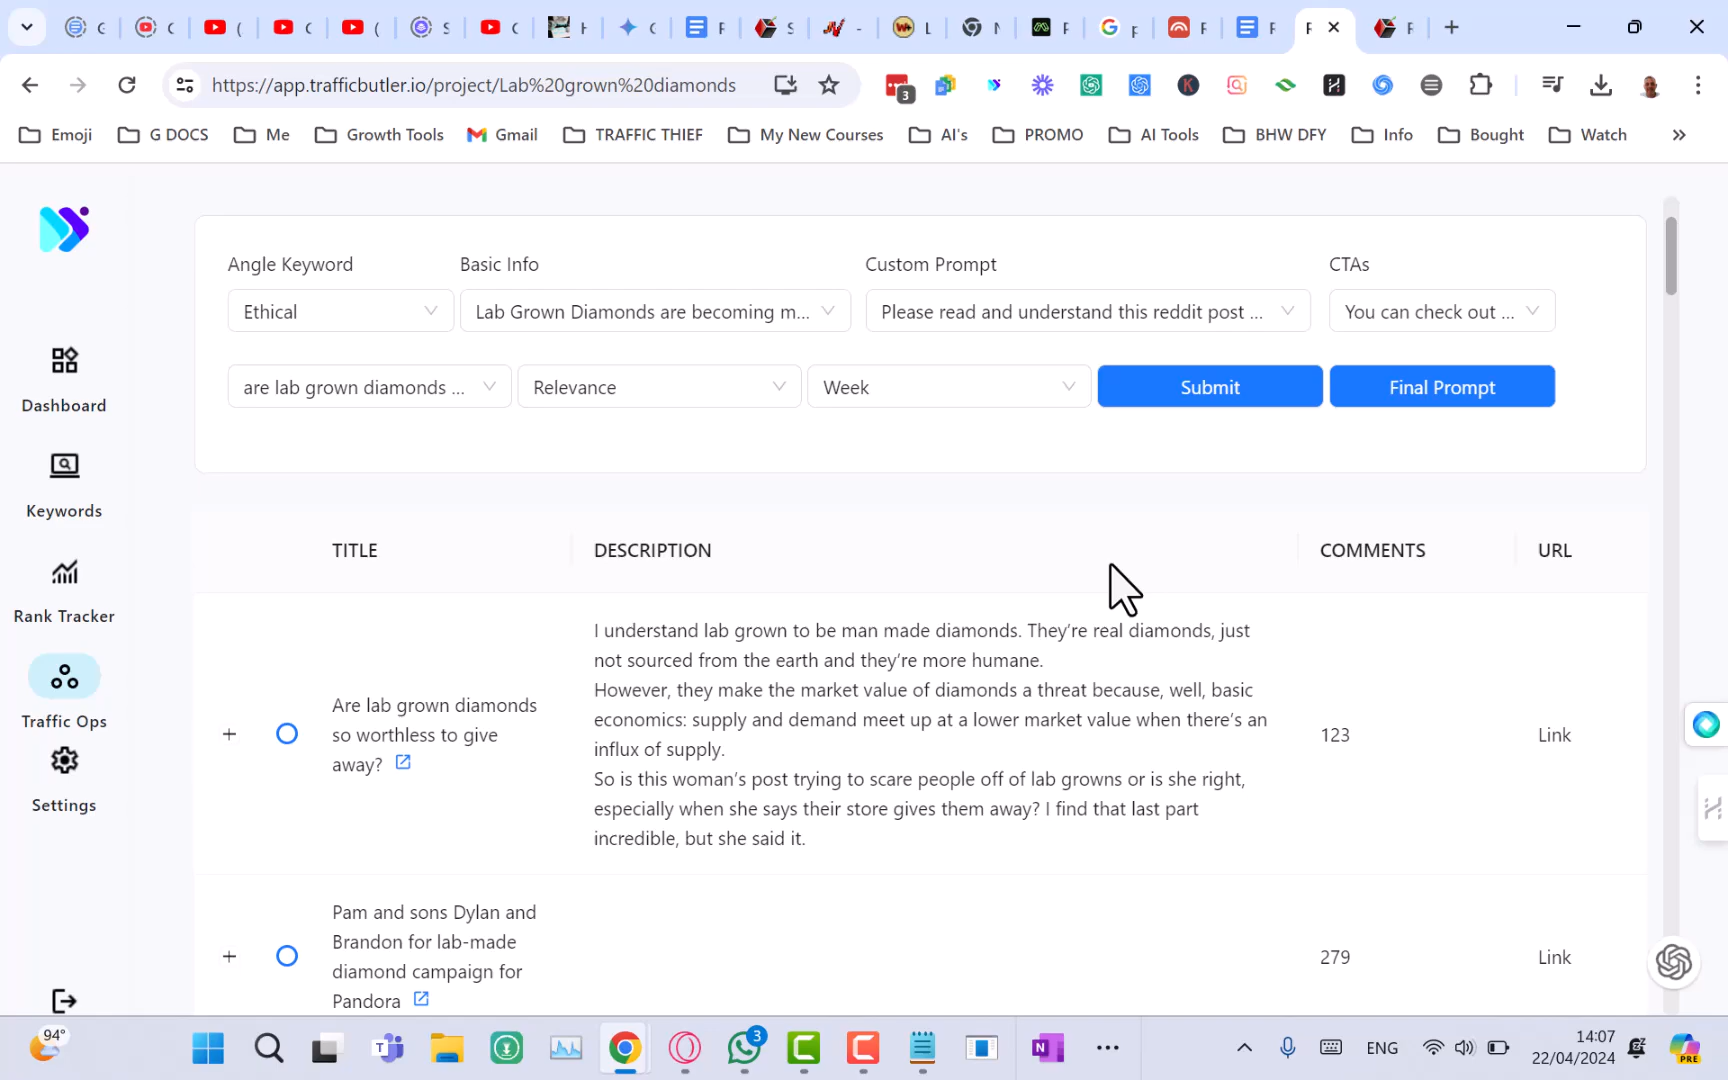 https://app.trafficbutler.io/project/Lab%20grown%20diamonds
3
Emoji
G DOCS
Me
Growth Tools
Gmail
TRAFFIC THIEF
My New Courses
AI's
PROMO
AI Tools
BHW DFY
Info
Bought
Watch
Angle Keyword
Basic Info
Custom Prompt
CTAs
Ethical
Lab Grown Diamonds are becoming m...
Please read and understand this reddit post ...
You can check out ...
are lab grown diamonds ...
Relevance
Week
Submit
Final Prompt
Dashboard
Keywords
Rank Tracker
Traffic Ops
Settings
TITLE
DESCRIPTION
COMMENTS
URL
Are lab grown diamonds
so worthless to give
away?
I understand lab grown to be man made diamonds. They're real diamonds, just
not sourced from the earth and they're more humane.
However, they make the market value of diamonds a threat because, well, basic
economics: supply and demand meet up at a lower market value when there's an
influx of supply.
So is this woman's post trying to scare people off of lab growns or is she right,
especially when she says their store gives them away? I find that last part
incredible, but she said it.
123
Link
Pam and sons Dylan and
Brandon for lab-made
diamond campaign for
Pandora
279
Link
94°
3
ENG
14:07
22/04/2024
PRE